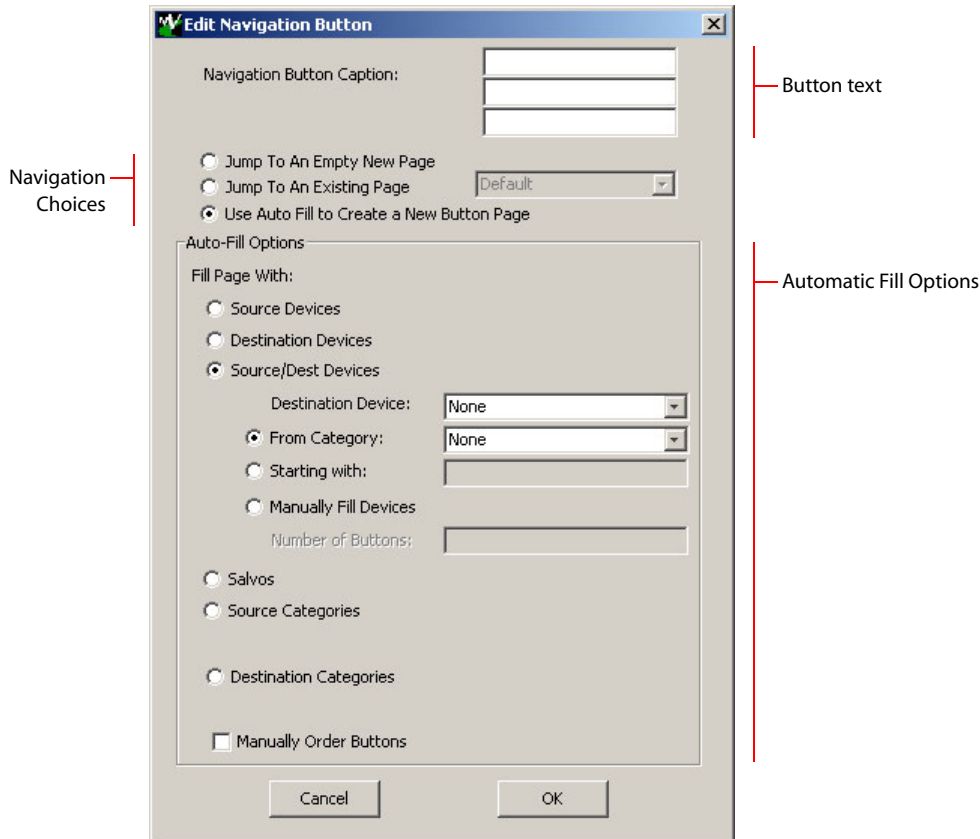 Edit Navigation Button
Navigation Button Caption:
Button text
Navigation
Choices
Jump To An Empty New Page
Jump To An Existing Page
Default
Use Auto Fill to Create a New Button Page
Auto-Fill Options
Automatic Fill Options
Fill Page With:
Source Devices
Destination Devices
Source/Dest Devices
Destination Device:
None
From Category:
None
Starting with:
Manually Fill Devices
Number of Buttons:
Salvos
Source Categories
Destination Categories
Manually Order Buttons
Cancel
OK